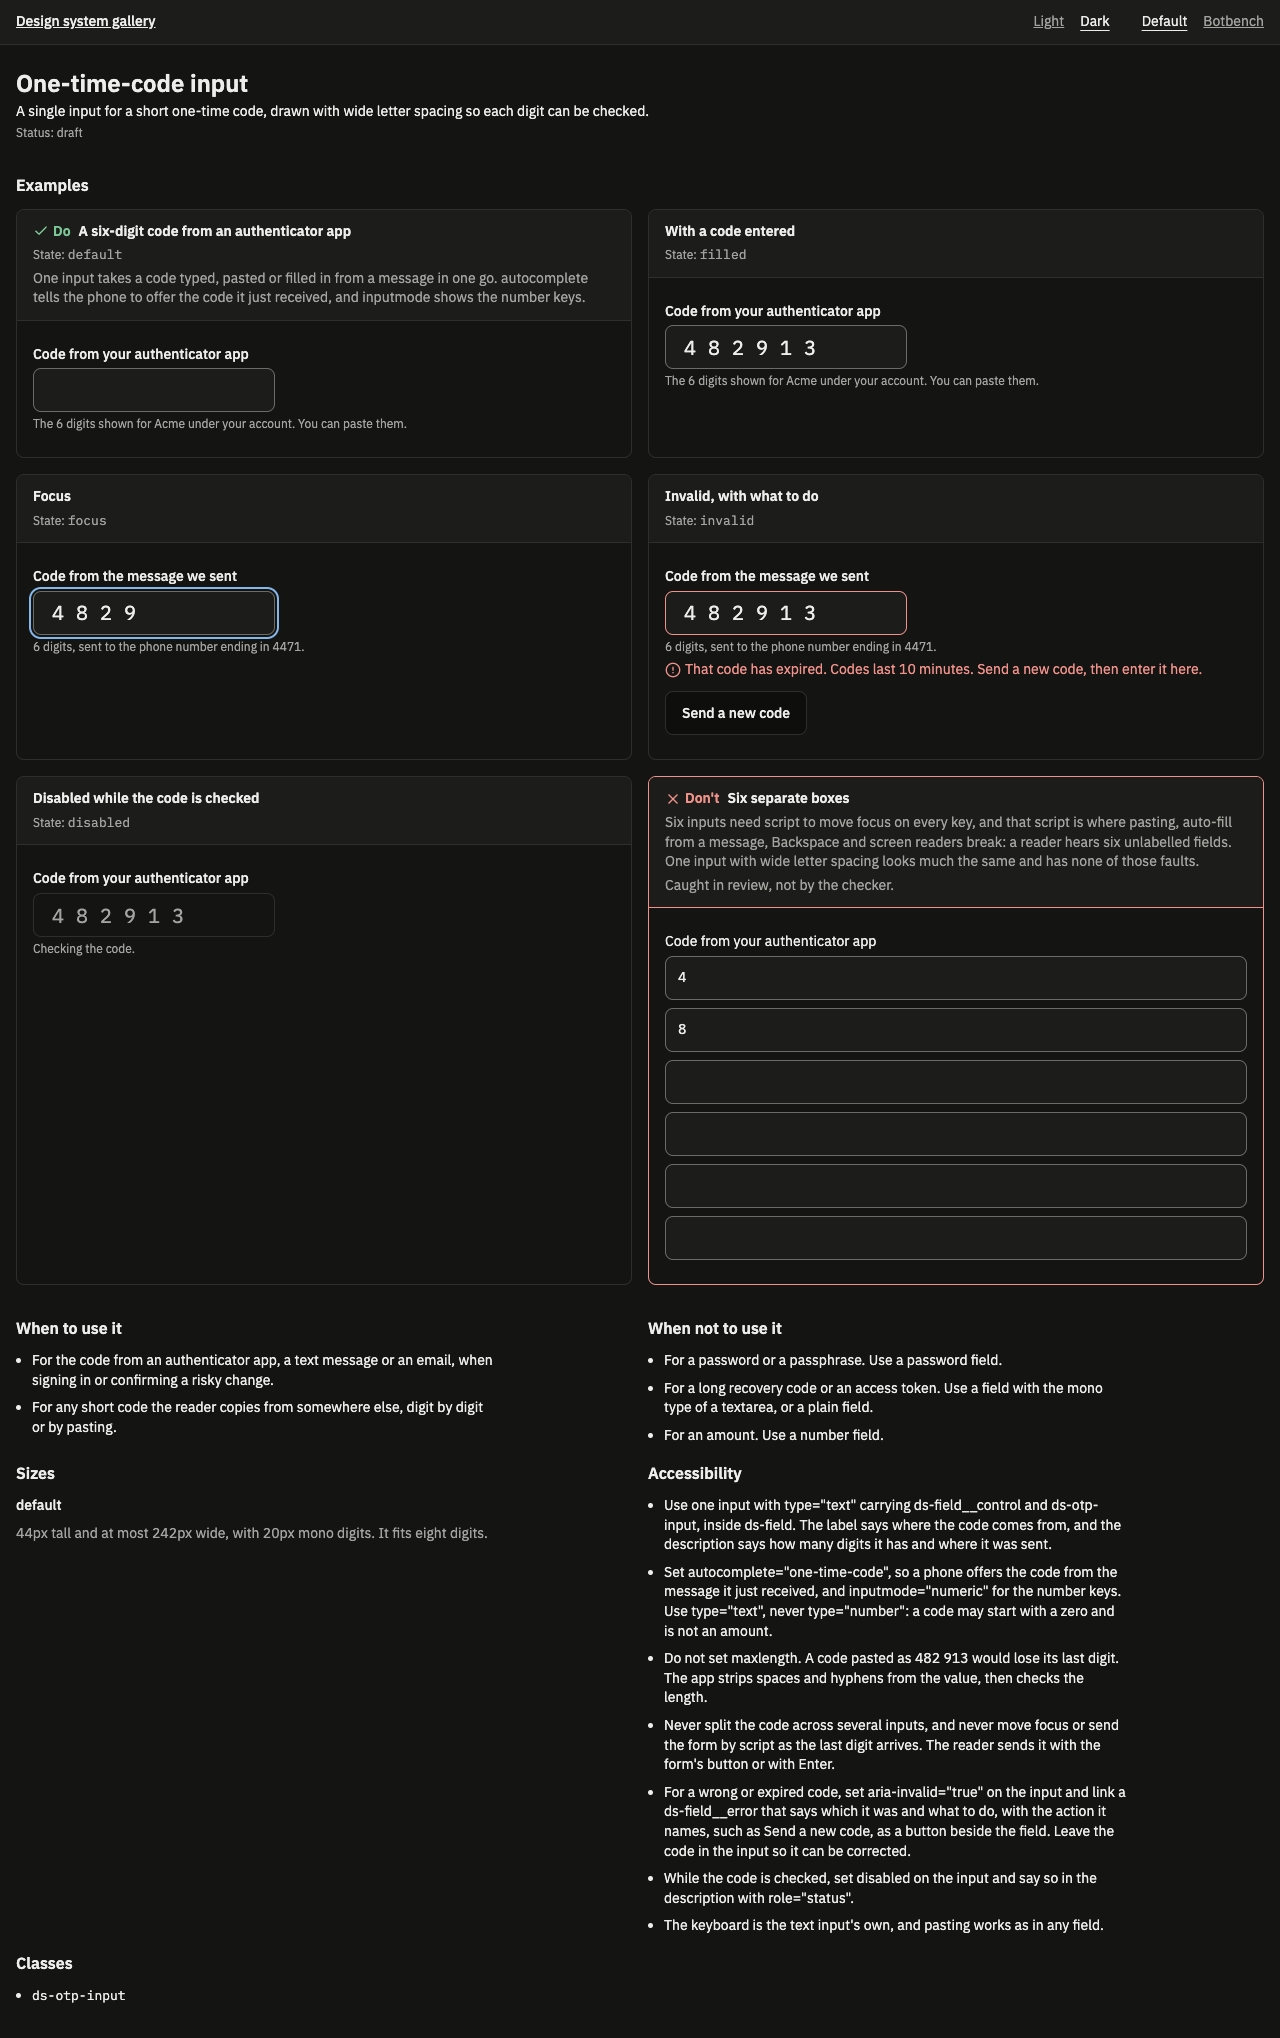 Design system gallery
Light Dark Default Botbench
One-time-code input
A single input for a short one-time code, drawn with wide letter spacing so each digit can be checked.
Status: draft
Examples
Do A six-digit code from an authenticator app
State: default
One input takes a code typed, pasted or filled in from a message in one go. autocomplete
tells the phone to offer the code it just received, and inputmode shows the number keys.
Code from your authenticator app
The 6 digits shown for Acme under your account. You can paste them.
With a code entered
State: filled
Code from your authenticator app
4 8 2 9 1 3
The 6 digits shown for Acme under your account. You can paste them.
Focus
State: focus
Code from the message we sent
4 8 2 9
6 digits, sent to the phone number ending in 4471.
Invalid, with what to do
State: invalid
Code from the message we sent
4 8 2 9 1 3
6 digits, sent to the phone number ending in 4471.
That code has expired. Codes last 10 minutes. Send a new code, then enter it here.
Send a new code
Disabled while the code is checked
State: disabled
Code from your authenticator app
4 8 2 9 1 3
Checking the code.
Don't Six separate boxes
Six inputs need script to move focus on every key, and that script is where pasting, auto-fill
from a message, Backspace and screen readers break: a reader hears six unlabelled fields.
One input with wide letter spacing looks much the same and has none of those faults.
Caught in review, not by the checker.
Code from your authenticator app
4
8
When to use it
• For the code from an authenticator app, a text message or an email, when
signing in or confirming a risky change.
• For any short code the reader copies from somewhere else, digit by digit
or by pasting.
When not to use it
• For a password or a passphrase. Use a password field.
• For a long recovery code or an access token. Use a field with the mono
type of a textarea, or a plain field.
• For an amount. Use a number field.
Sizes
default
44px tall and at most 242px wide, with 20px mono digits. It fits eight digits.
Accessibility
• Use one input with type="text" carrying ds-field__control and ds-otp-
input, inside ds-field. The label says where the code comes from, and the
description says how many digits it has and where it was sent.
• Set autocomplete="one-time-code", so a phone offers the code from the
message it just received, and inputmode="numeric" for the number keys.
Use type="text", never type="number": a code may start with a zero and
is not an amount.
• Do not set maxlength. A code pasted as 482 913 would lose its last digit.
The app strips spaces and hyphens from the value, then checks the
length.
• Never split the code across several inputs, and never move focus or send
the form by script as the last digit arrives. The reader sends it with the
form's button or with Enter.
• For a wrong or expired code, set aria-invalid="true" on the input and link a
ds-field__error that says which it was and what to do, with the action it
names, such as Send a new code, as a button beside the field. Leave the
code in the input so it can be corrected.
• While the code is checked, set disabled on the input and say so in the
description with role="status".
• The keyboard is the text input's own, and pasting works as in any field.
Classes
• ds-otp-input